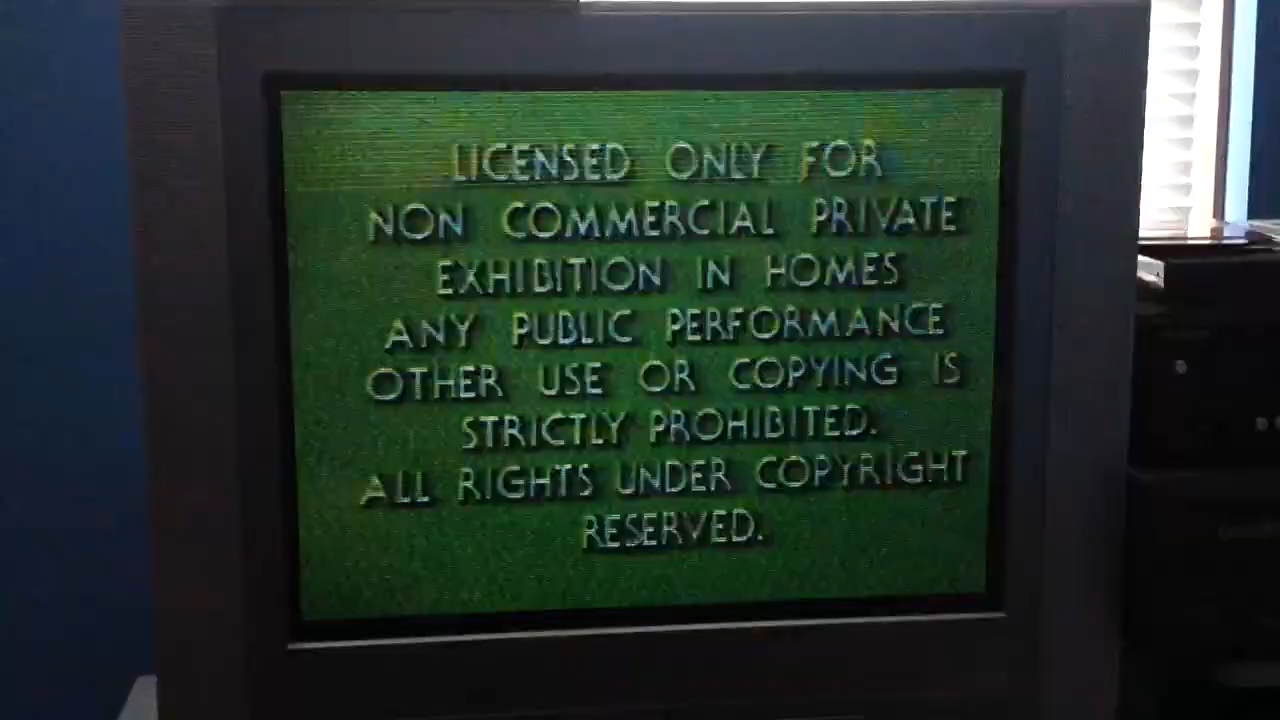 LICENSED ONLY FOR
NON COMMERCIAL PRIVATE
EXHIBITION IN HOMES
ANY PUBLIC PERFORMANCE
OTHER USE OR COPYING IS
STRICTLY PROHIBITED.
ALL RIGHTS UNDER COPYRIGHT
RESERVED.